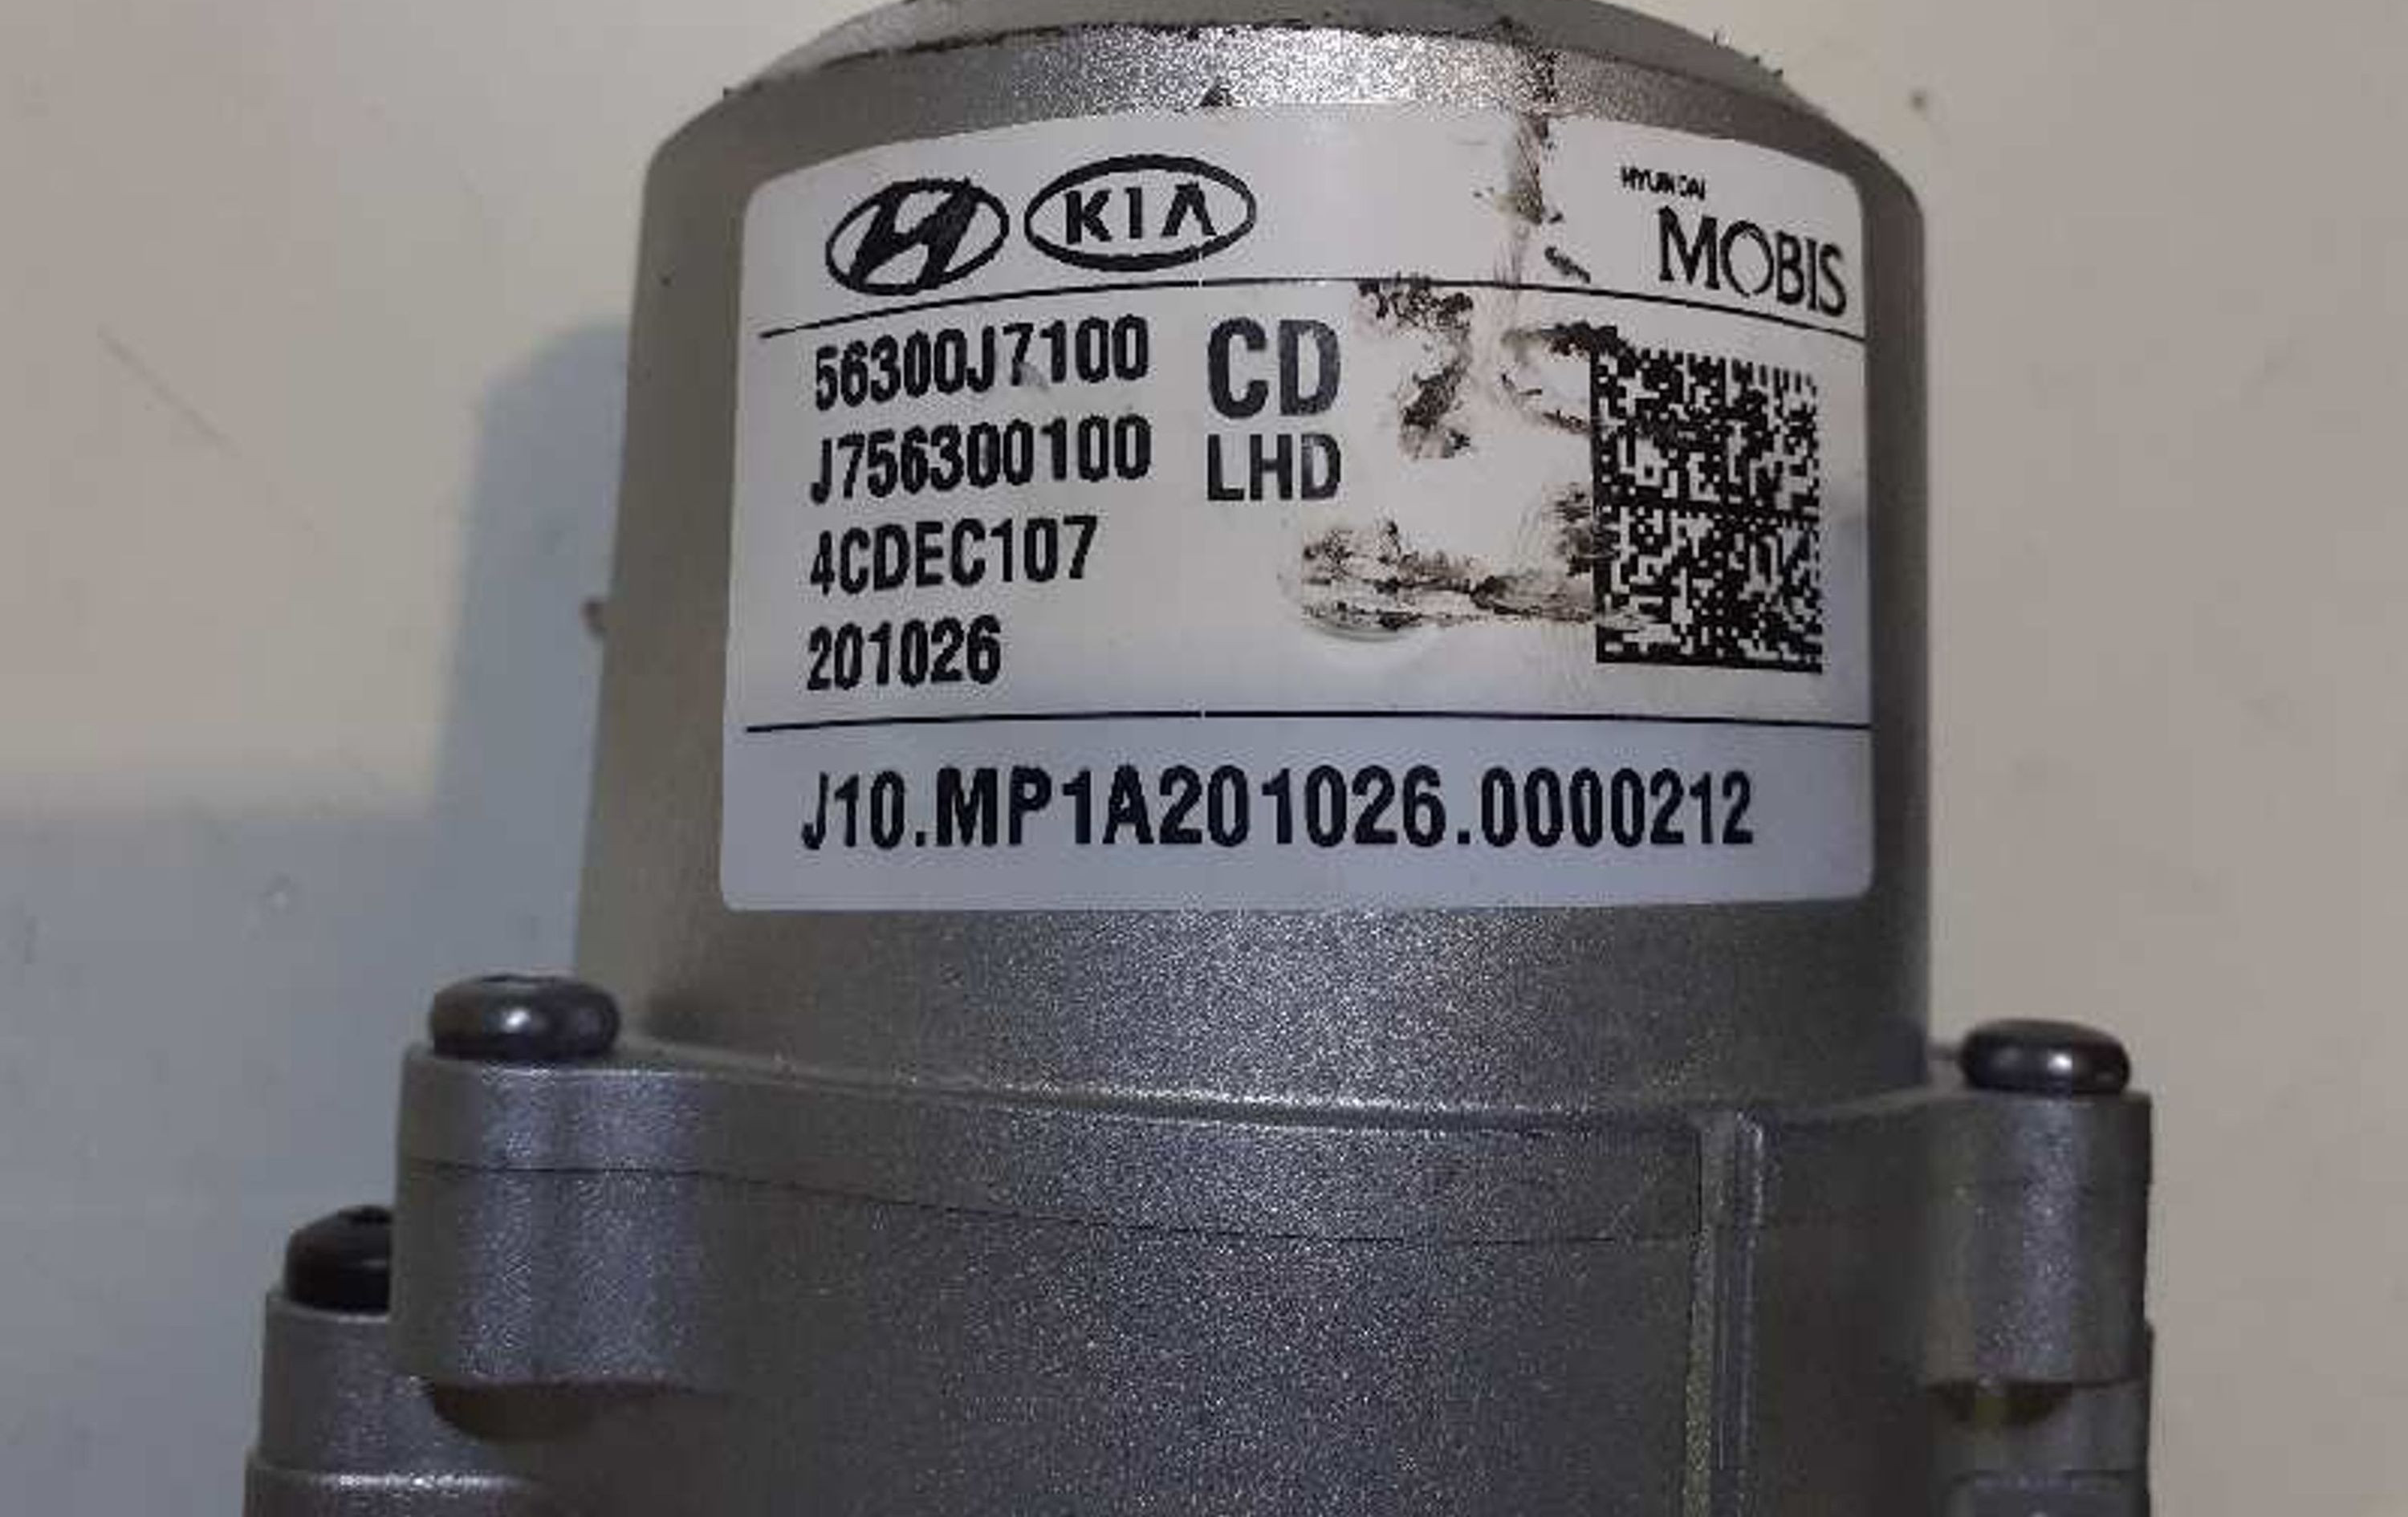 KIA
HYUNDAI
MOBIS
56300J7100 CD
J756300100 LHD
4CDEC107
201026
J10.MP1A201026.0000212